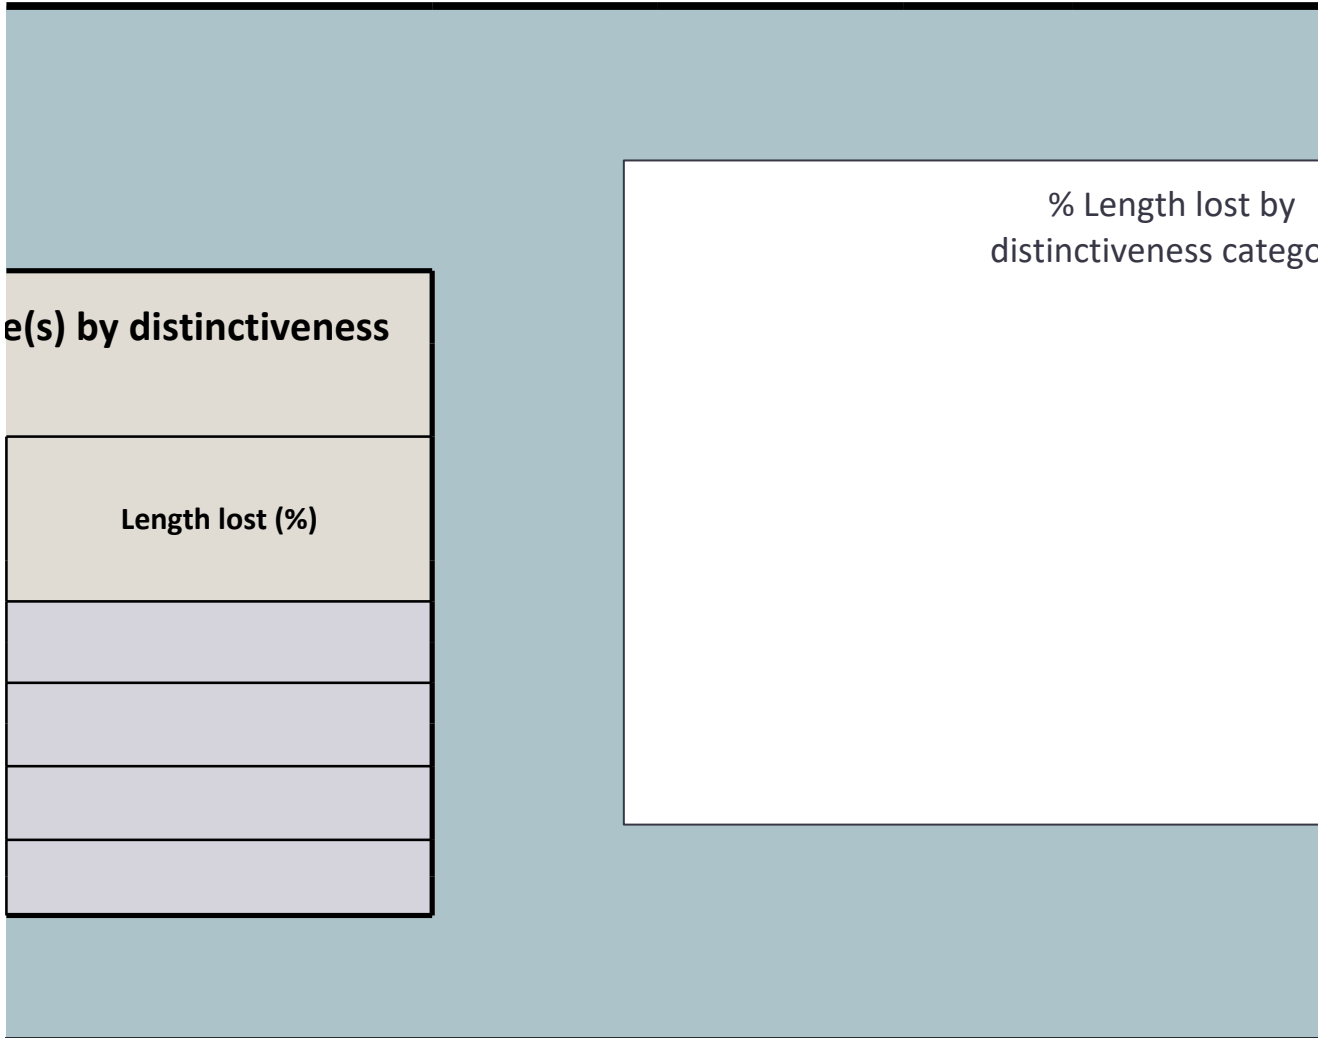 % Length lost by
distinctiveness catego
e(s) by distinctiveness
Length lost (%)